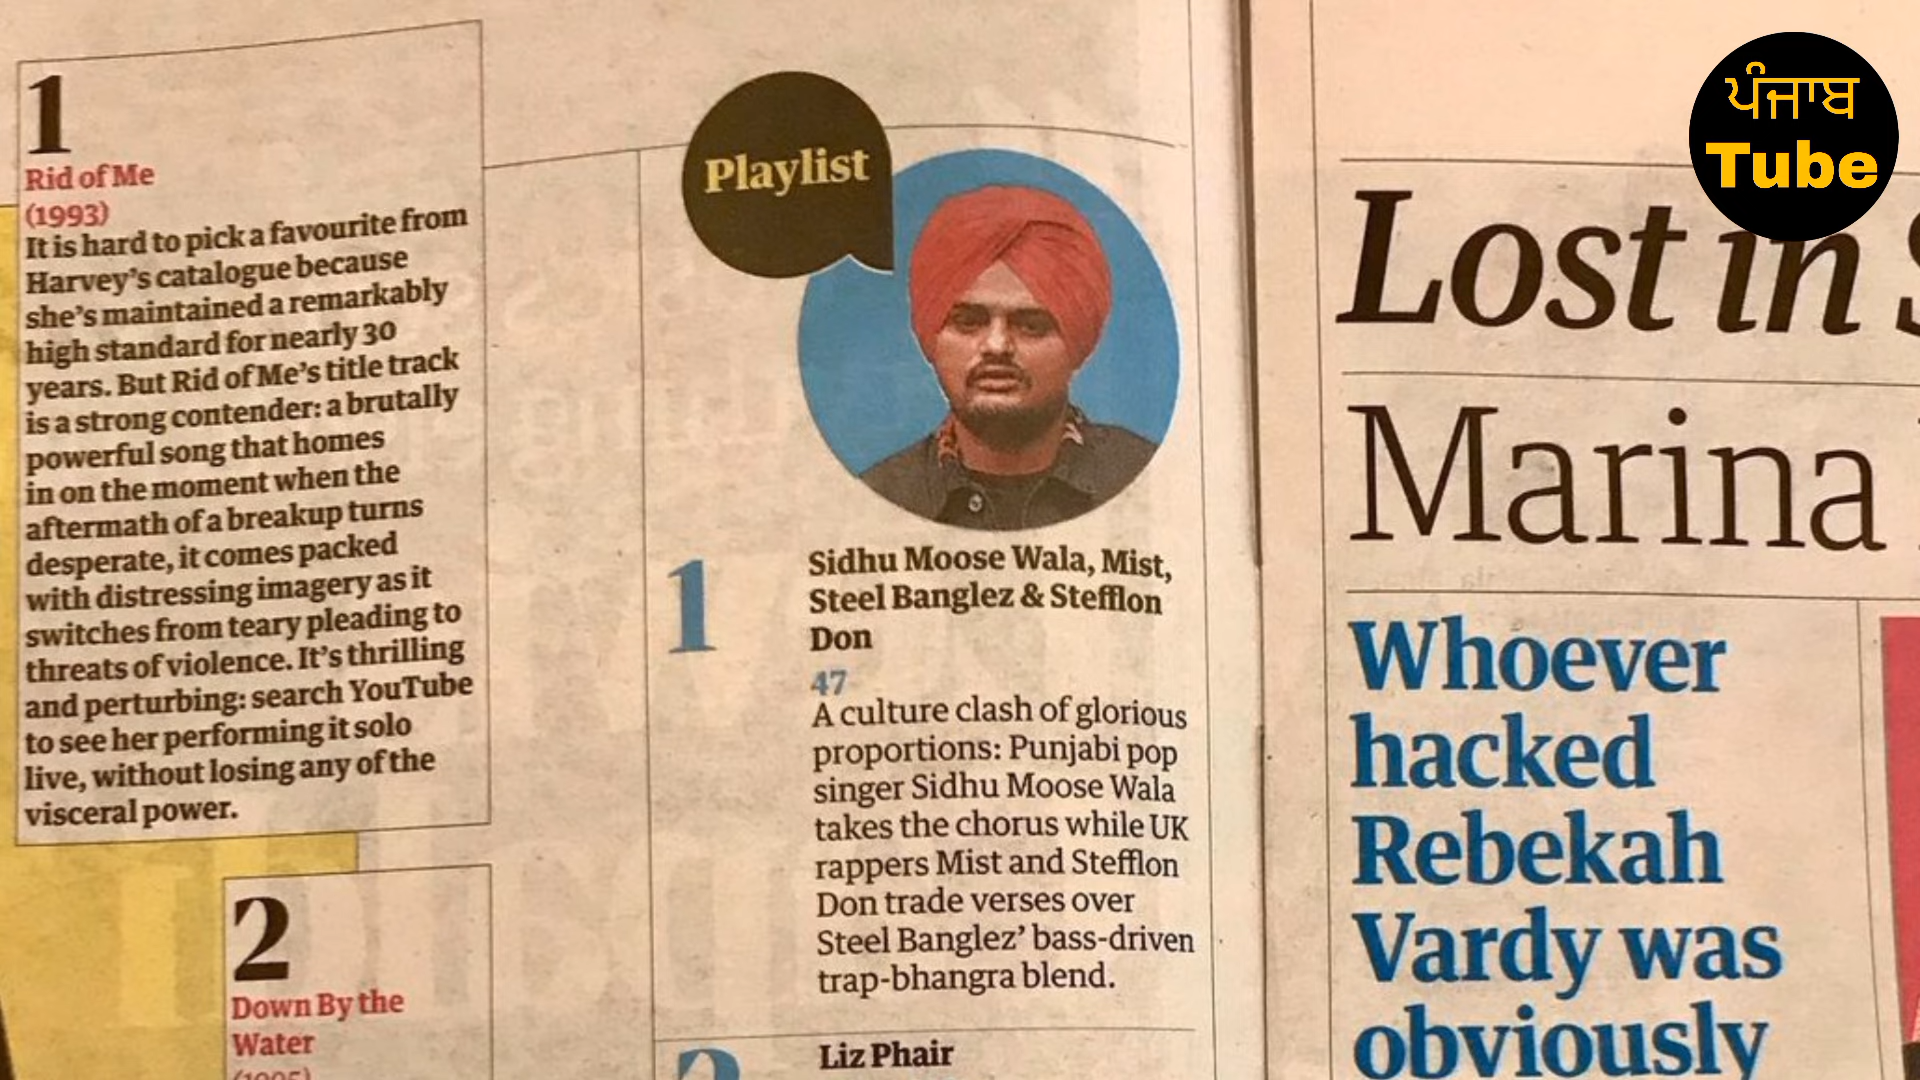 1
Rid of Me
(1993)
It is hard to pick a favourite from
Harvey's catalogue because
she's maintained a remarkably
high standard for nearly 30
years. But Rid of Me's title track
is a strong contender: a brutally
powerful song that homes
in on the moment when the
aftermath of a breakup turns
desperate, it comes packed
with distressing imagery as it
switches from teary pleading to
threats of violence. It's thrilling
and perturbing: search YouTube
to see her performing it solo
live, without losing any of the
visceral power.
2
Down By the
Water
Playlist
1
Sidhu Moose Wala, Mist,
Steel Banglez & Stefflon
Don
47
A culture clash of glorious
proportions: Punjabi pop
singer Sidhu Moose Wala
takes the chorus while UK
rappers Mist and Stefflon
Don trade verses over
Steel Banglez' bass-driven
trap-bhangra blend.
2
Liz Phair
ਪੰਜਾਬ
Tube
Lost in
Marina
Whoever
hacked
Rebekah
Vardy was
obviously